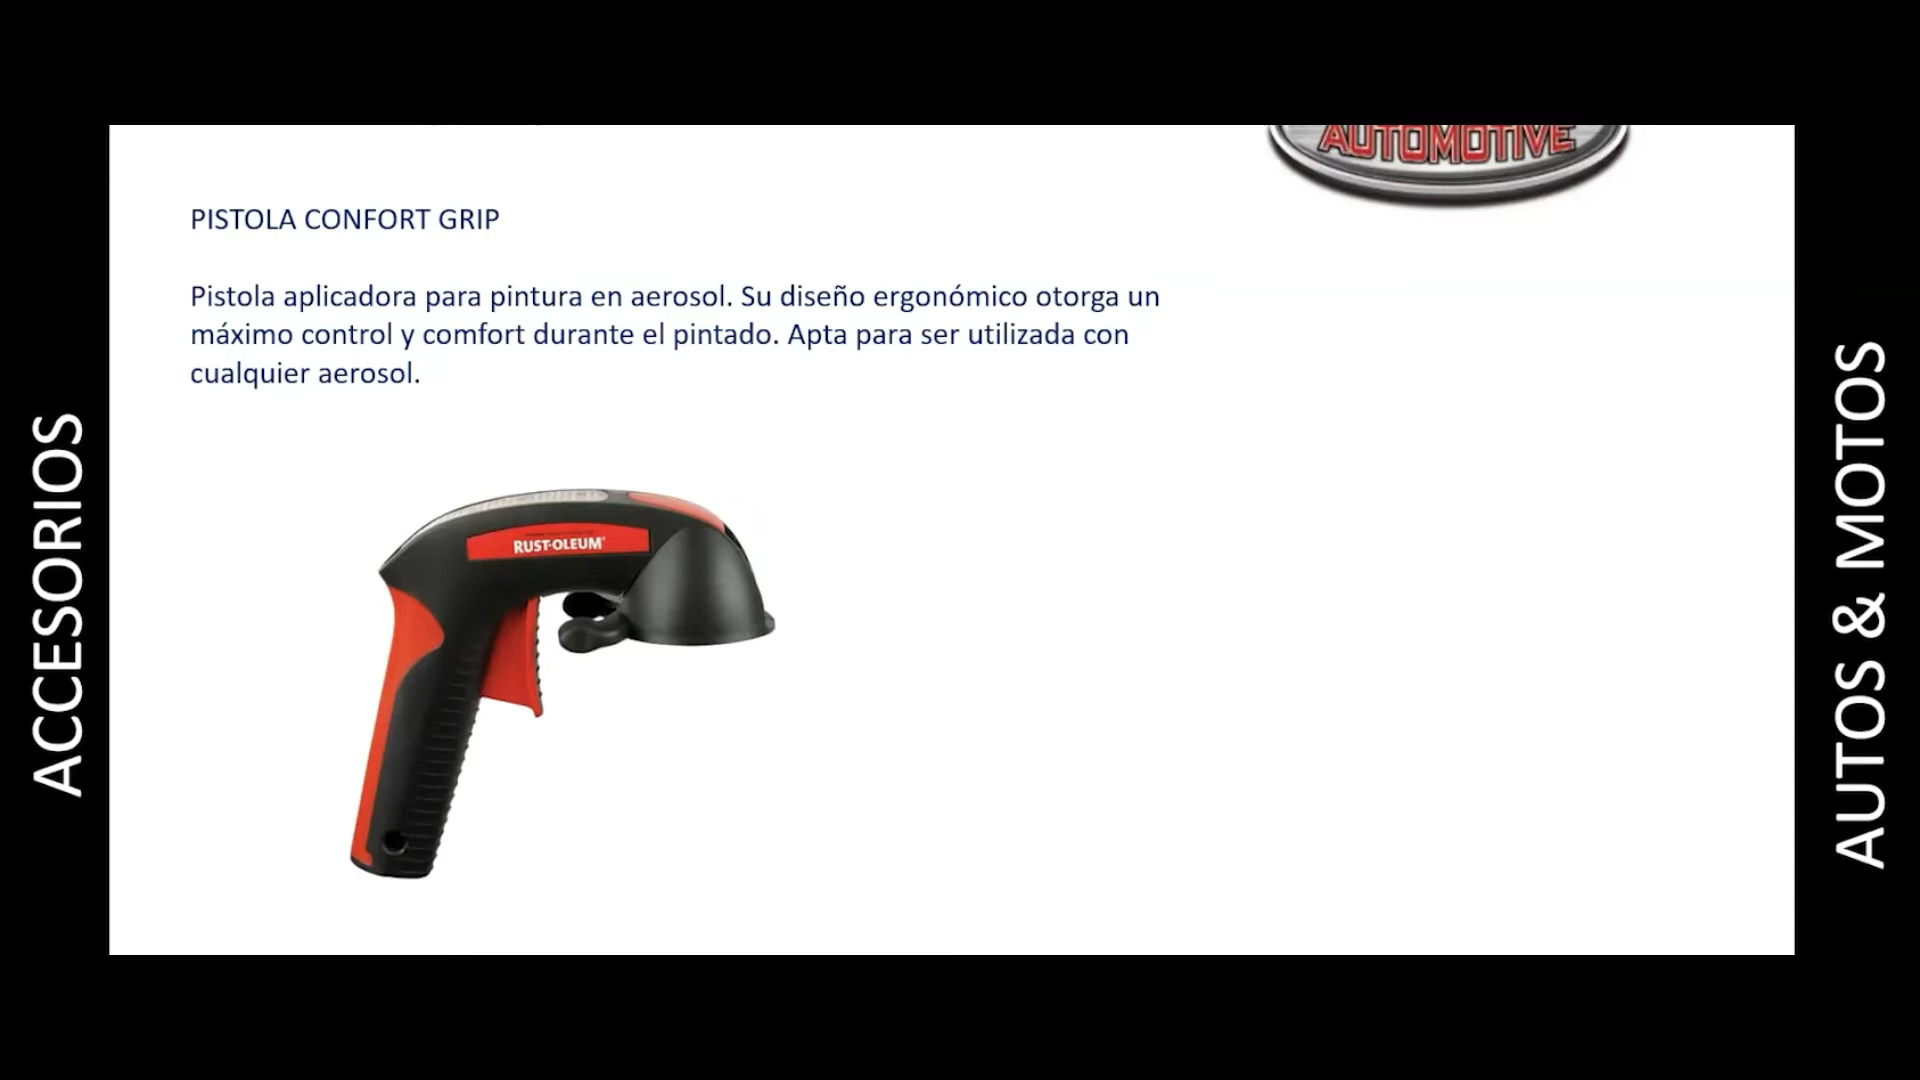 AUTOMOTIVE
PISTOLA CONFORT GRIP
Pistola aplicadora para pintura en aerosol. Su diseño ergonómico otorga un
máximo control y comfort durante el pintado. Apta para ser utilizada con
cualquier aerosol.
RUST-OLEUM®
ACCESORIOS
AUTOS & MOTOS